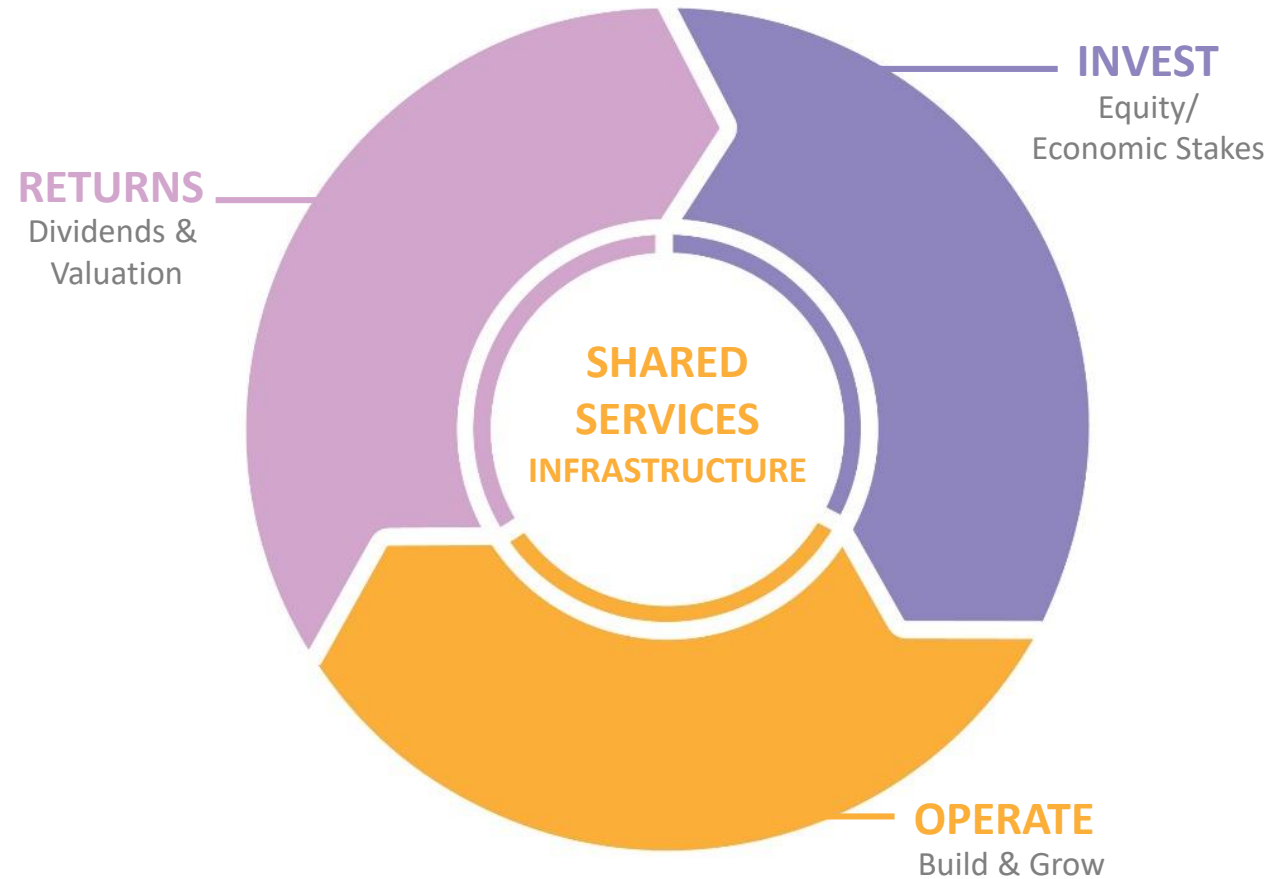 INVEST
Equity/
Economic Stakes
RETURNS
Dividends &
Valuation
SHARED
SERVICES
INFRASTRUCTURE
OPERATE
Build & Grow